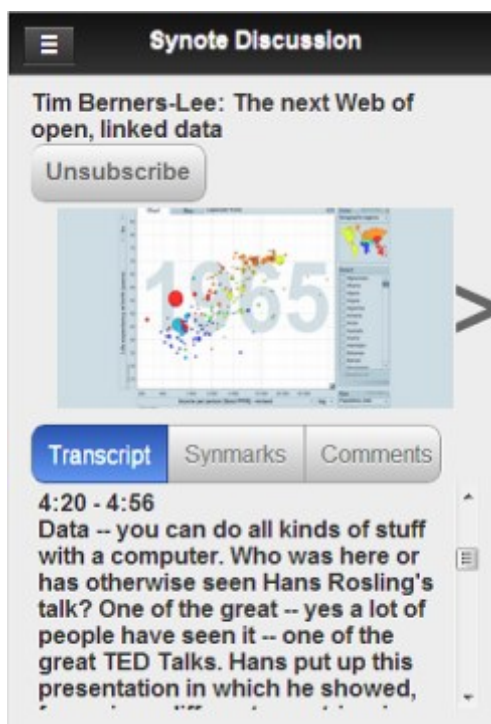 Synote Discussion
Tim Berners-Lee: The next Web of
open, linked data
Unsubscribe
1965
>
Transcript
Synmarks
Comments
4:20 - 4:56
Data -- you can do all kinds of stuff
with a computer. Who was here or
has otherwise seen Hans Rosling's
talk? One of the great -- yes a lot of
people have seen it -- one of the
great TED Talks. Hans put up this
presentation in which he showed,